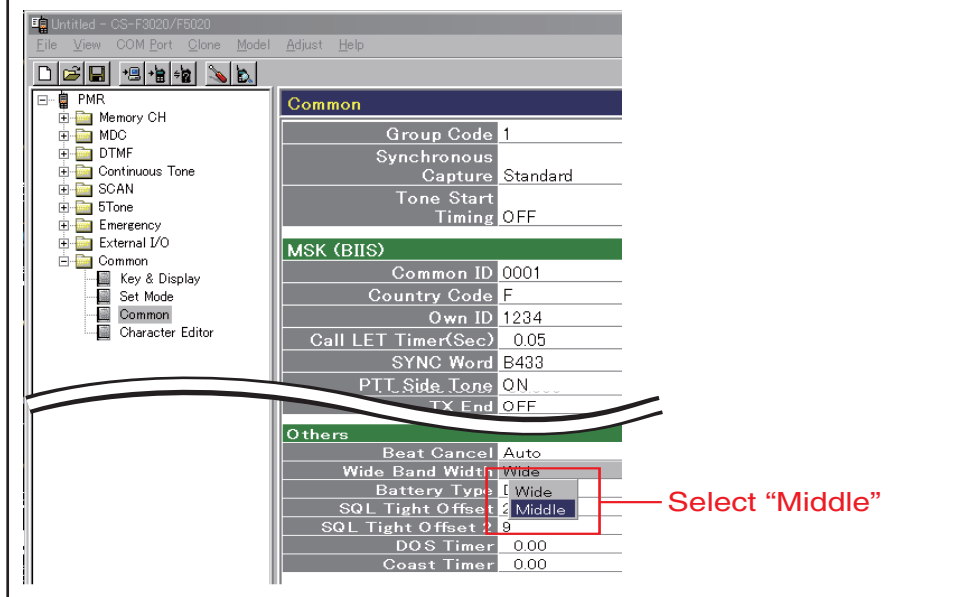 Untitled - CS-F3020/F5020
File View COM Port Clone Model Adjust Help
PMR
Memory CH
MDC
DTMF
Continuous Tone
SCAN
5Tone
Emergency
External I/O
Common
Key & Display
Set Mode
Common
Character Editor
Common
Group Code 1
Synchronous
Capture Standard
Tone Start
Timing OFF
MSK (BIIS)
Common ID 0001
Country Code F
Own ID 1234
Call LET Timer(Sec) 0.05
SYNC Word B433
PTT Side Tone ON
TX End OFF
Others
Beat Cancel Auto
Wide Band Width Wide
Battery Type
Wide
SQL Tight Offset 2
Middle
SQL Tight Offset 2 9
DOS Timer 0.00
Coast Timer 0.00
Select “Middle”